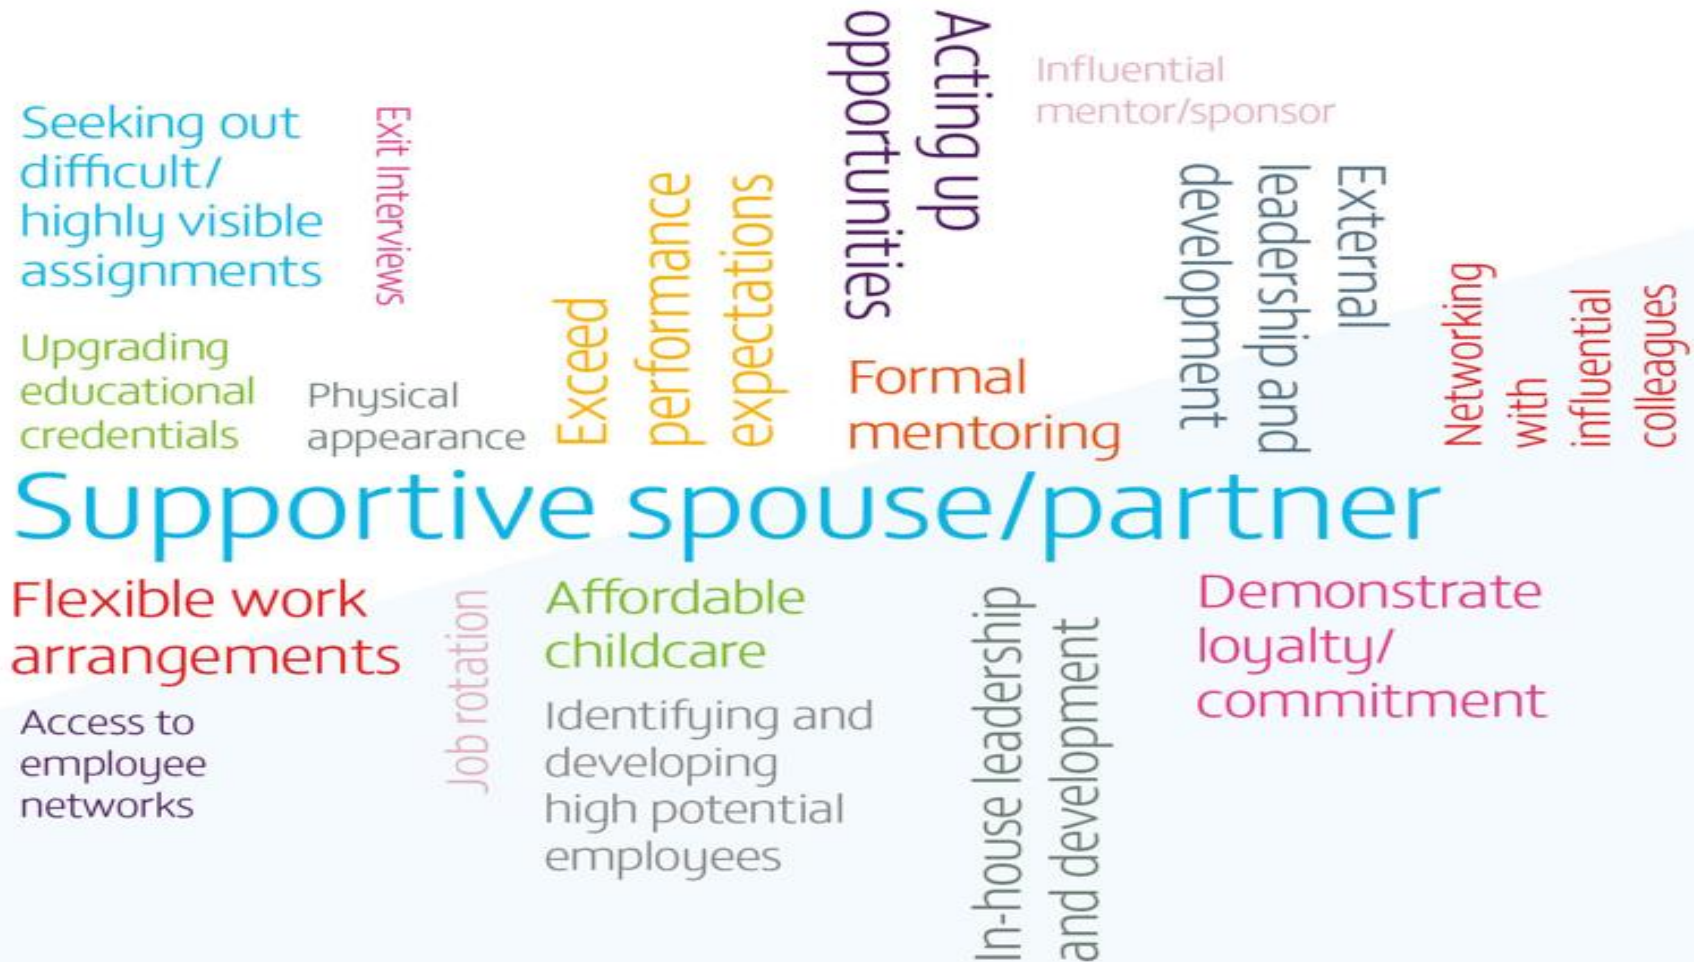 Seeking out
difficult/
highly visible
assignments
Exit Interviews
Upgrading
educational
credentials
Physical
appearance
Exceed
performance
expectations
Acting up
opportunities
Influential
mentor/sponsor
Formal
mentoring
External
leadership and
development
Networking
with
influential
colleagues
Supportive spouse/partner
Flexible work
arrangements
Access to
employee
networks
Job rotation
Affordable
childcare
Identifying and
developing
high potential
employees
In-house leadership
and development
Demonstrate
loyalty/
commitment